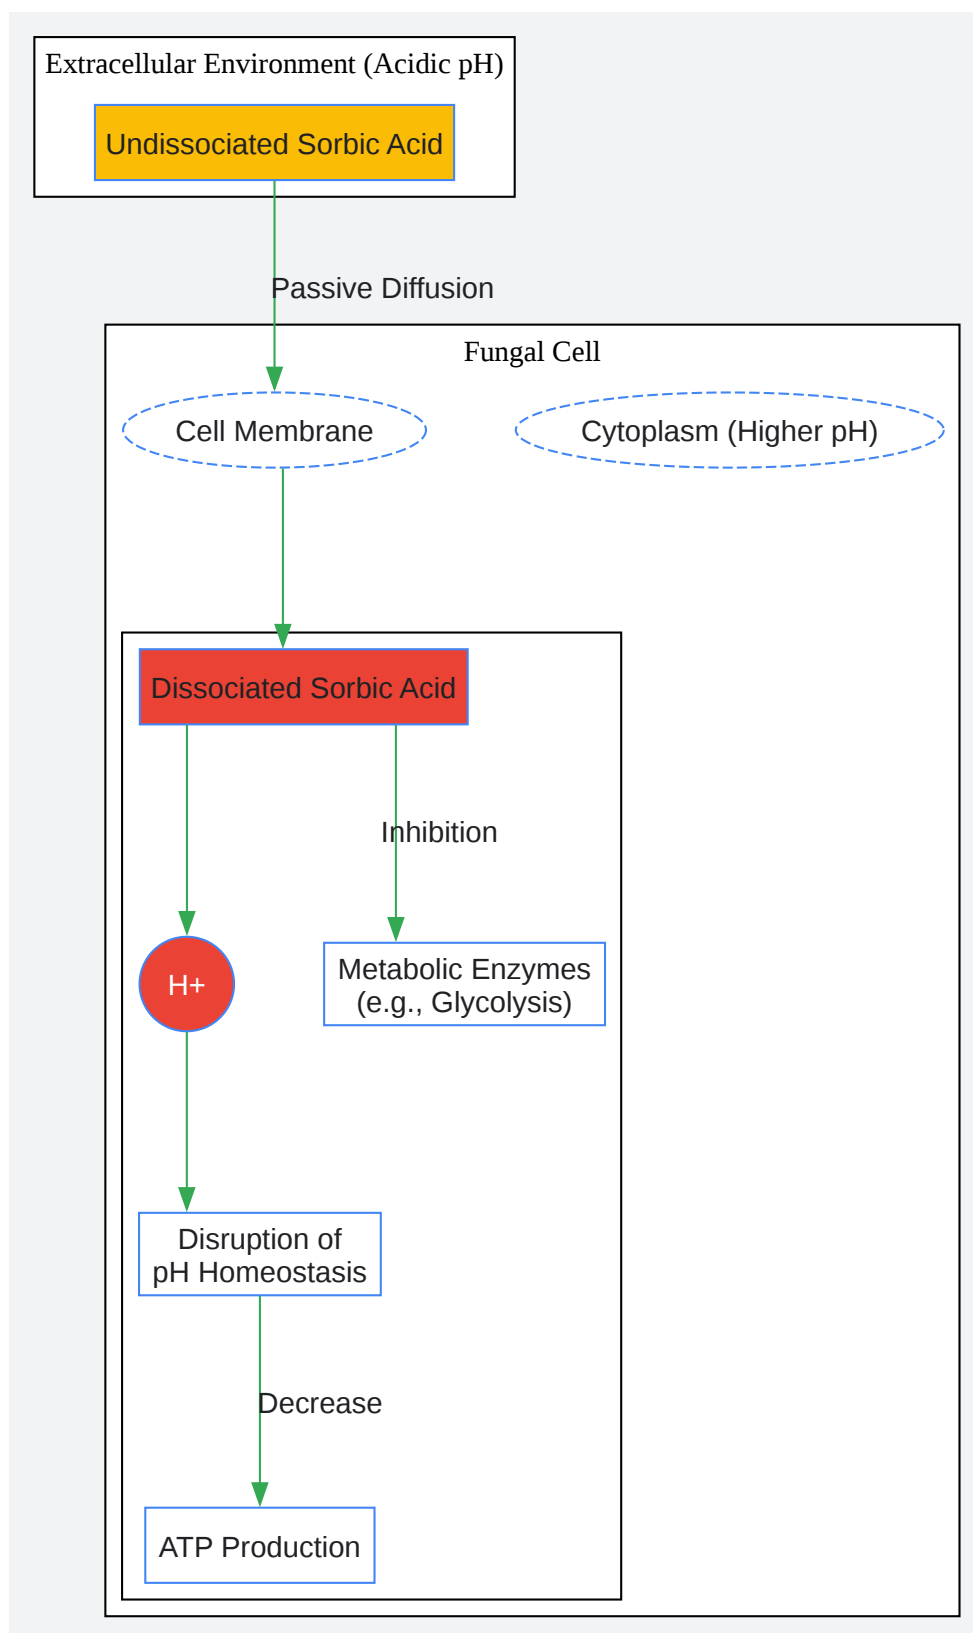 Extracellular Environment (Acidic pH)
Undissociated Sorbic Acid
Passive Diffusion
Fungal Cell
Cell Membrane
Cytoplasm (Higher pH)
Dissociated Sorbic Acid
Inhibition
H+
Metabolic Enzymes
(e.g., Glycolysis)
Disruption of
pH Homeostasis
Decrease
ATP Production